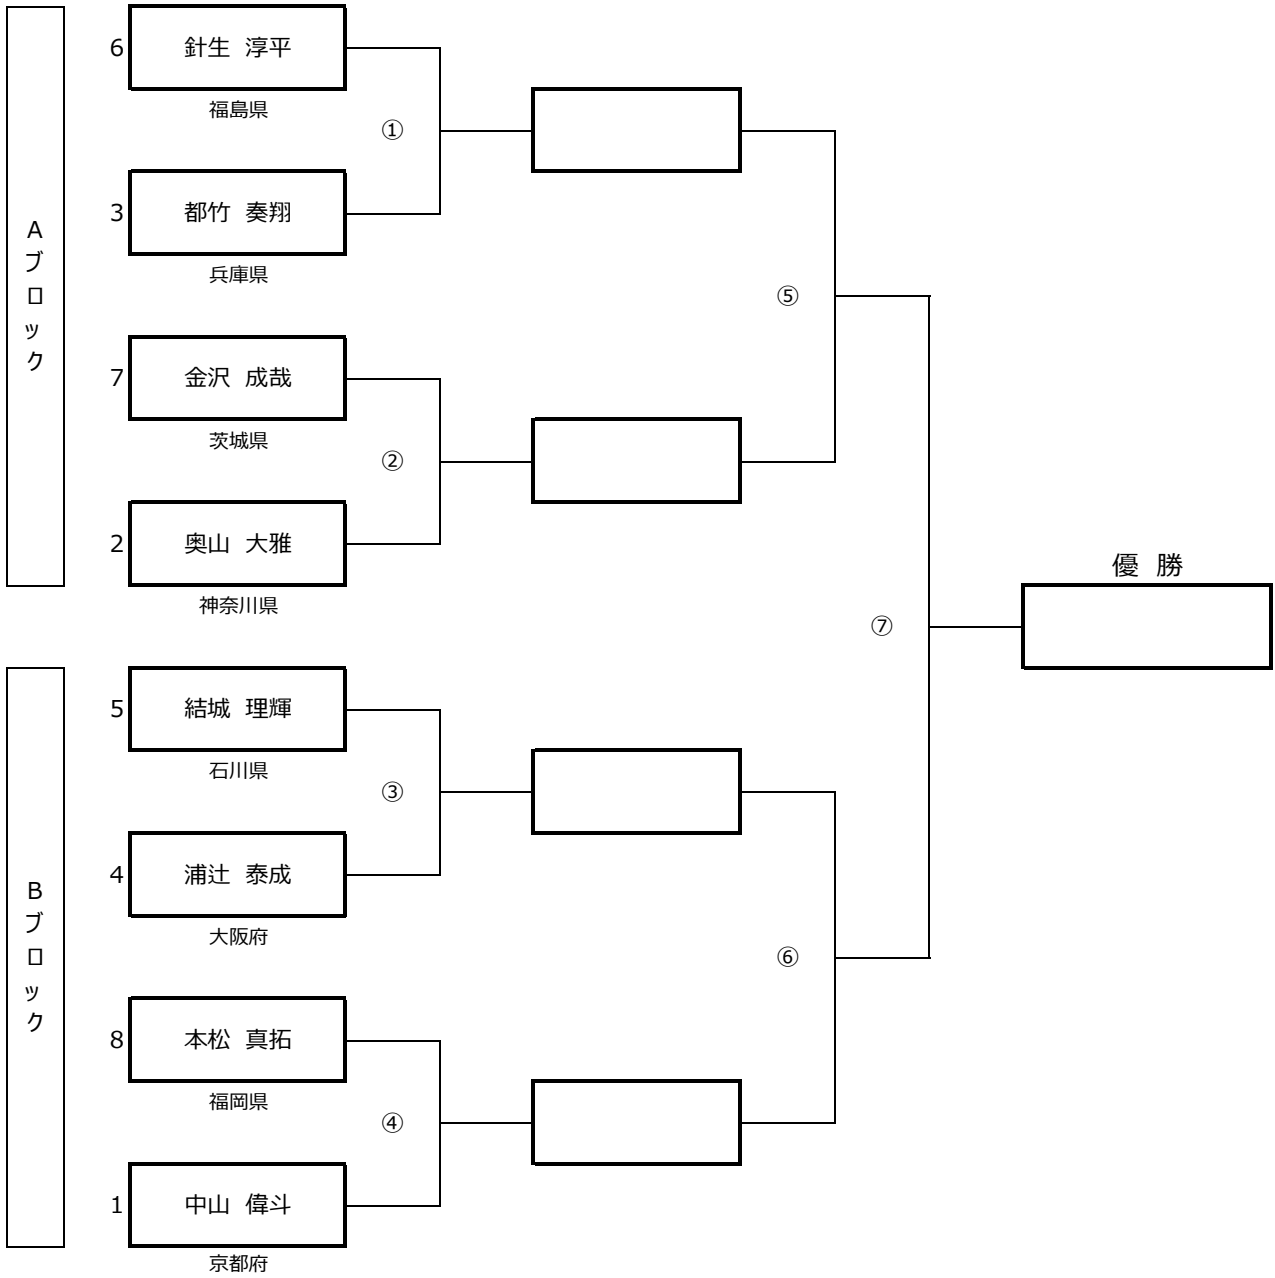 Aブロック
6
針生 淳平
福島県
①
3
都竹 奏翔
兵庫県
⑤
7
金沢 成哉
茨城県
②
2
奥山 大雅
神奈川県
優 勝
⑦
Bブロック
5
結城 理輝
石川県
③
4
浦辻 泰成
大阪府
⑥
8
本松 真拓
福岡県
④
1
中山 偉斗
京都府